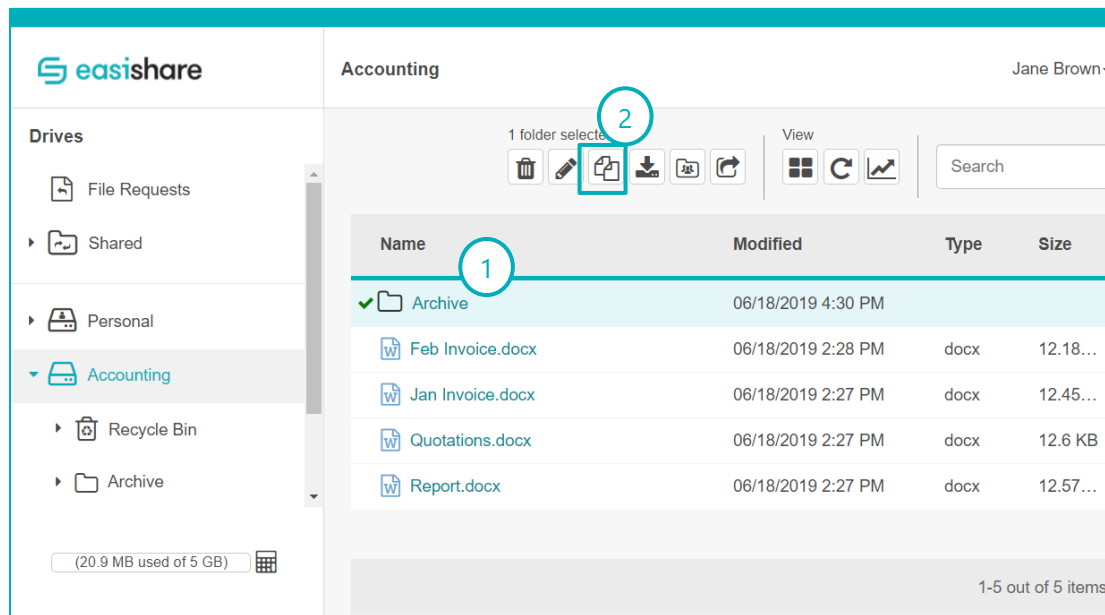 easishare
Accounting
Jane Brown
Drives
File Requests
Shared
Personal
Accounting
Recycle Bin
Archive
(20.9 MB used of 5 GB)
1 folder selecte
2
View
Search
Name Modified Type Size
1
Archive 06/18/2019 4:30 PM
Feb Invoice.docx 06/18/2019 2:28 PM docx 12.18...
Jan Invoice.docx 06/18/2019 2:27 PM docx 12.45...
Quotations.docx 06/18/2019 2:27 PM docx 12.6 KB
Report.docx 06/18/2019 2:27 PM docx 12.57...
1-5 out of 5 items